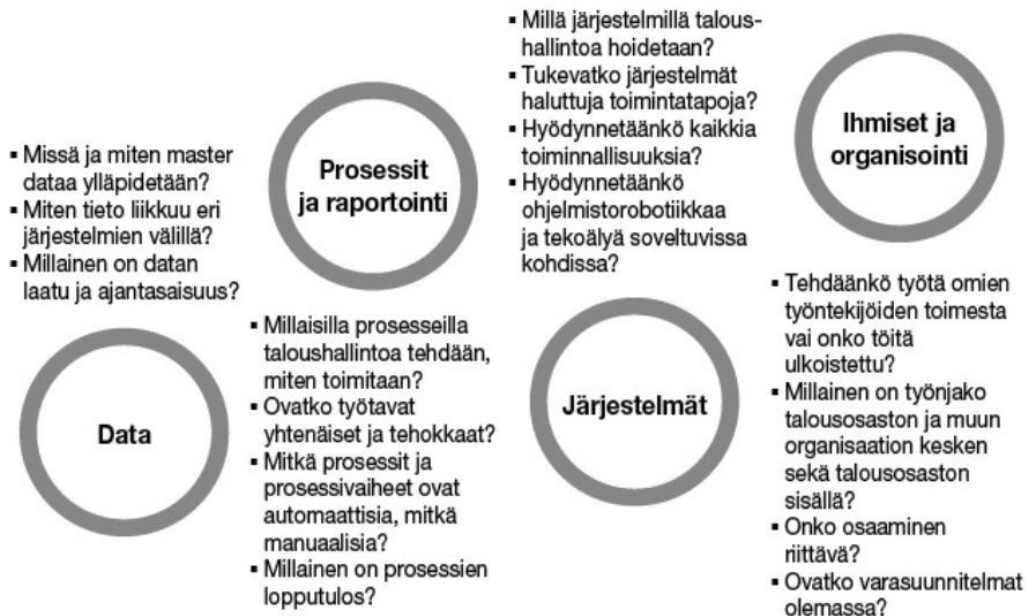 ▪ Missä ja miten master
dataa ylläpidetään?
▪ Miten tieto liikkuu eri
järjestelmien välillä?
▪ Millainen on datan
laatu ja ajantasaisuus?
Data
Prosessit
ja raportointi
▪ Millaisilla prosesseilla
taloushallintoa tehdään,
miten toimitaan?
▪ Ovatko työtavat
yhtenäiset ja tehokkaat?
▪ Mitkä prosessit ja
prosessivaiheet ovat
automaattisia, mitkä
manuaalisia?
▪ Millainen on prosessien
lopputulos?
▪ Millä järjestelmillä talous-
hallintoa hoidetaan?
▪ Tukevatko järjestelmät
haluttuja toimintatapoja?
▪ Hyödynnetäänkö kaikkia
toiminnallisuuksia?
▪ Hyödynnetäänkö
ohjelmistorobotiikkaa
ja tekoälyä soveltuvissa
kohdissa?
Järjestelmät
Ihmiset ja
organisointi
▪ Tehdäänkö työtä omien
työntekijöiden toimesta
vai onko töitä
ulkoistettu?
▪ Millainen on työnjako
talousosaston ja muun
organisaation kesken
sekä talousosaston
sisällä?
▪ Onko osaaminen
riittävä?
▪ Ovatko varasuunnitelmat
olemassa?